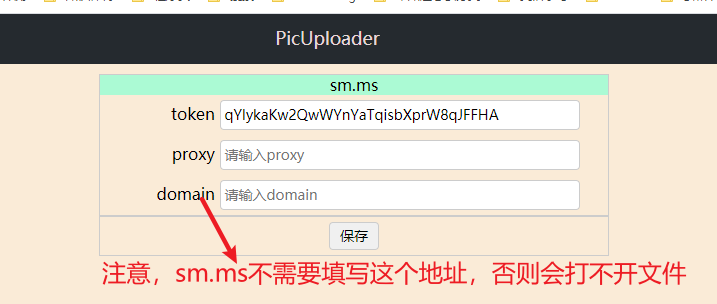 PicUploader
sm.ms
token qYlykaKw2QwWYnYaTqisbXprW8qJFFHA
proxy 请输入proxy
domain 请输入domain
保存
注意，sm.ms不需要填写这个地址，否则会打不开文件